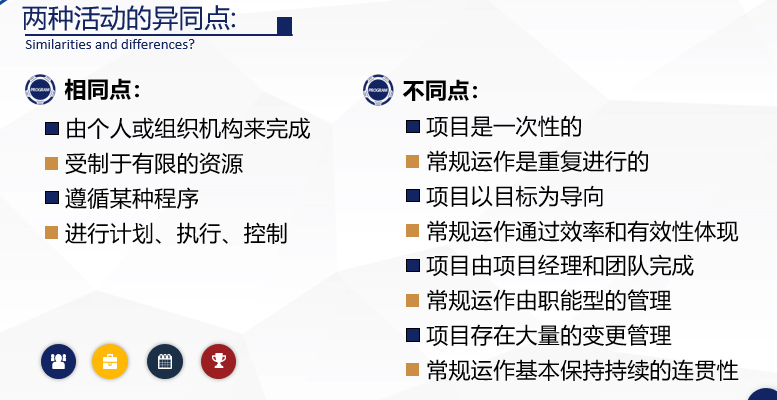 两种活动的异同点:
Similarities and differences?
PROGRAM
相同点：
由个人或组织机构来完成
受制于有限的资源
遵循某种程序
进行计划、执行、控制
PROGRAM
不同点：
项目是一次性的
常规运作是重复进行的
项目以目标为导向
常规运作通过效率和有效性体现
项目由项目经理和团队完成
常规运作由职能型的管理
项目存在大量的变更管理
常规运作基本保持持续的连贯性